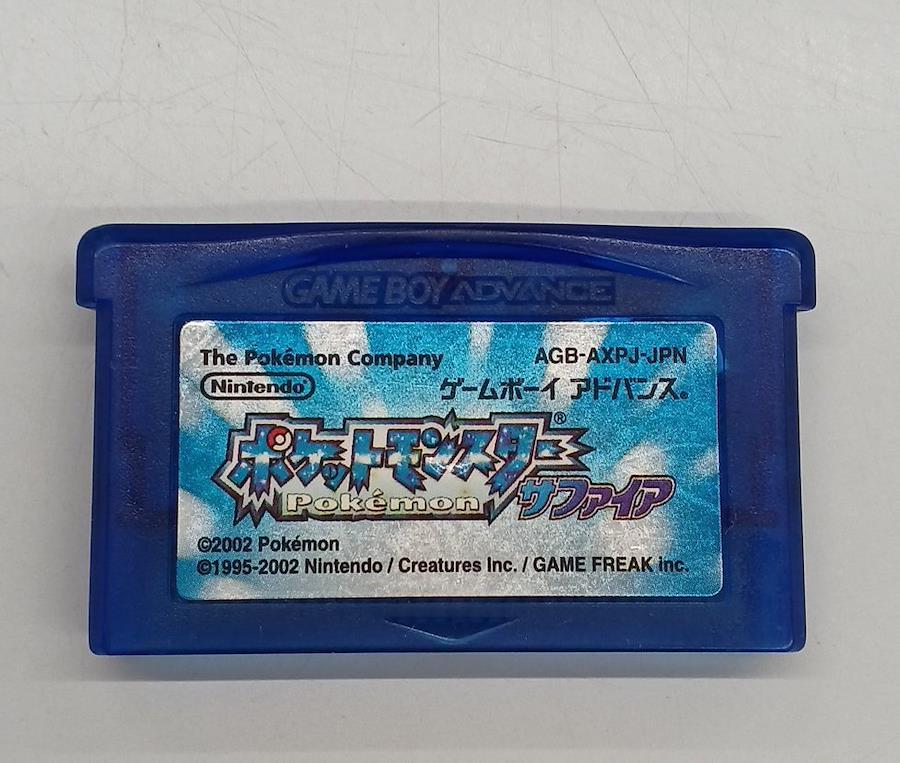 GAME BOY ADVANCE
The Pokémon Company
AGB-AXPJ-JPN
Nintendo®
ゲームボーイ アドバンス®
ポケットモンスター®
Pokémon
サファイア
©2002 Pokémon
©1995-2002 Nintendo / Creatures Inc. / GAME FREAK inc.